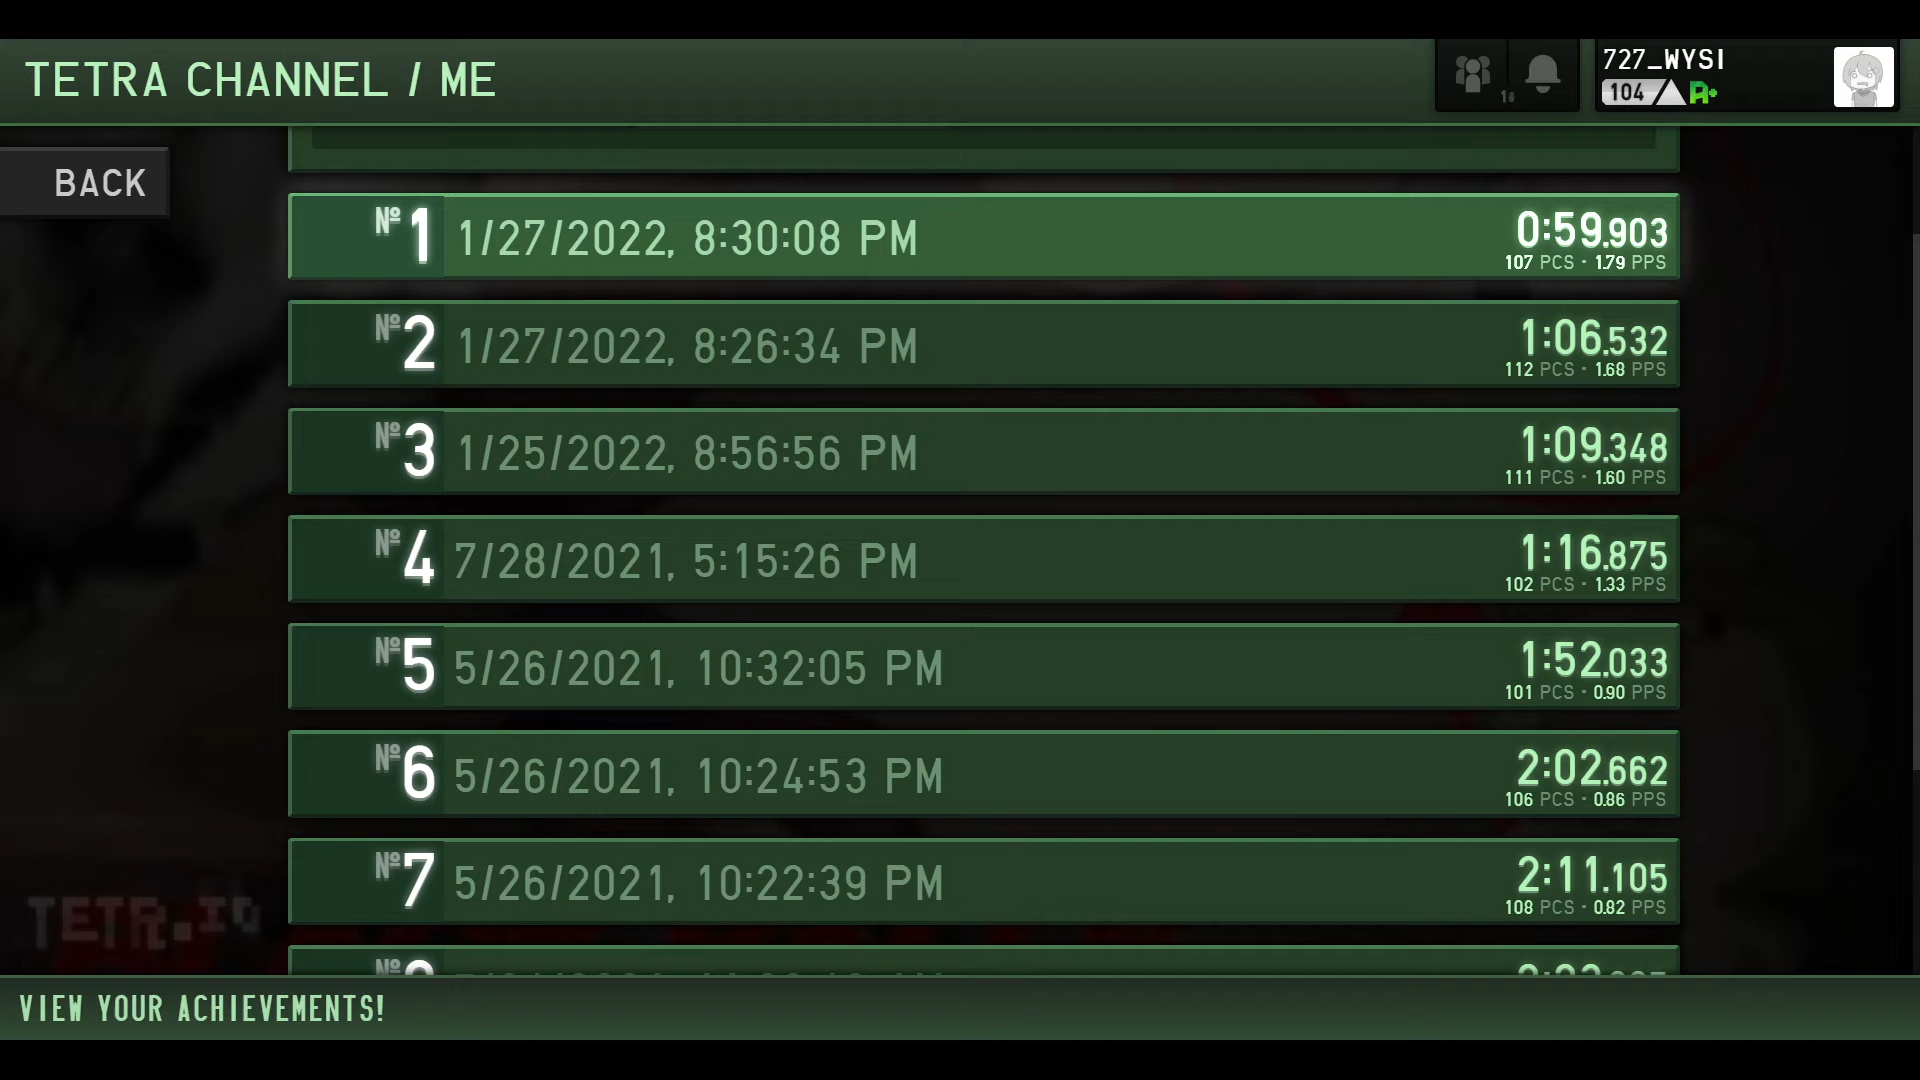 TETRA CHANNEL / ME
727_WYSI
104 A+
BACK
№1 1/27/2022, 8:30:08 PM 0:59.903
107 PCS · 1.79 PPS
№2 1/27/2022, 8:26:34 PM 1:06.532
112 PCS · 1.68 PPS
№3 1/25/2022, 8:56:56 PM 1:09.348
111 PCS · 1.60 PPS
№4 7/28/2021, 5:15:26 PM 1:16.875
102 PCS · 1.33 PPS
№5 5/26/2021, 10:32:05 PM 1:52.033
101 PCS · 0.90 PPS
№6 5/26/2021, 10:24:53 PM 2:02.662
106 PCS · 0.86 PPS
№7 5/26/2021, 10:22:39 PM 2:11.105
108 PCS · 0.82 PPS
TETR.IO
№
VIEW YOUR ACHIEVEMENTS!